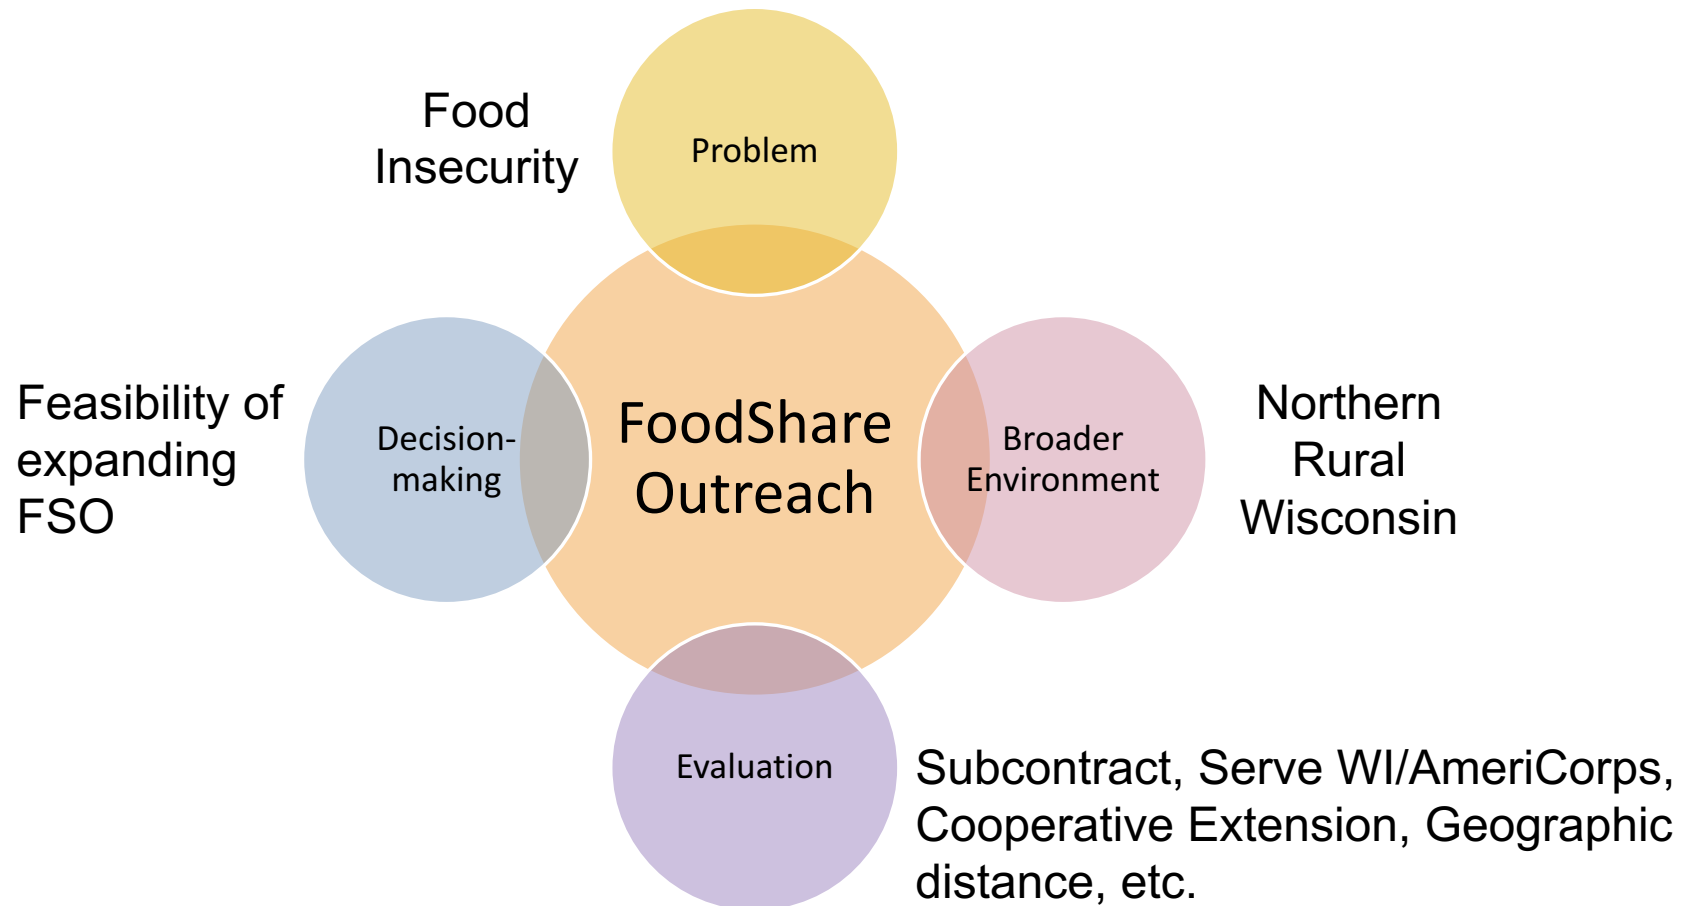 Food
Insecurity
Problem
Feasibility of
expanding
FSO
Decision-
making
FoodShare
Outreach
Broader
Environment
Northern
Rural
Wisconsin
Evaluation
Subcontract, Serve WI/AmeriCorps,
Cooperative Extension, Geographic
distance, etc.